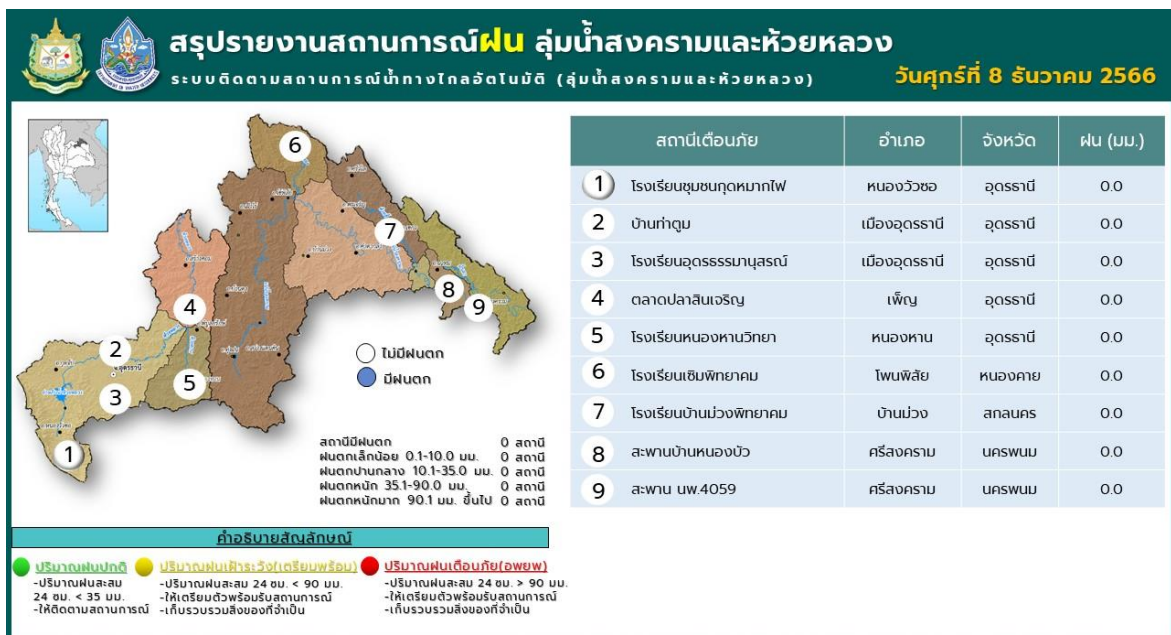 สรุปรายงานสถานการณ์ฝน ลุ่มน้ำสงครามและห้วยหลวง
ระบบติดตามสถานการณ์น้ำทางไกลอัตโนมัติ (ลุ่มน้ำสงครามและห้วยหลวง)
วันศุกร์ที่ 8 ธันวาคม 2566
สถานีเตือนภัย อำเภอ จังหวัด ฝน (มม.)
1 โรงเรียนชุมชนกุดหมากไฟ หนองวัวซอ อุดรธานี 0.0
2 บ้านท่าตูม เมืองอุดรธานี อุดรธานี 0.0
3 โรงเรียนอุดรธรรมานุสรณ์ เมืองอุดรธานี อุดรธานี 0.0
4 ตลาดปลาสินเจริญ เพ็ญ อุดรธานี 0.0
5 โรงเรียนหนองหานวิทยา หนองหาน อุดรธานี 0.0
6 โรงเรียนเซิมพิทยาคม โพนพิสัย หนองคาย 0.0
7 โรงเรียนบ้านม่วงพิทยาคม บ้านม่วง สกลนคร 0.0
8 สะพานบ้านหนองบัว ศรีสงคราม นครพนม 0.0
9 สะพาน นพ.4059 ศรีสงคราม นครพนม 0.0
6
7
8
9
4
2
อุดรธานี
3
5
1
ไม่มีฝนตก
มีฝนตก
สถานีมีฝนตก 0 สถานี
ฝนตกเล็กน้อย 0.1-10.0 มม. 0 สถานี
ฝนตกปานกลาง 10.1-35.0 มม. 0 สถานี
ฝนตกหนัก 35.1-90.0 มม. 0 สถานี
ฝนตกหนักมาก 90.1 มม. ขึ้นไป 0 สถานี
คำอธิบายสัญลักษณ์
ปริมาณฝนปกติ
-ปริมาณฝนสะสม
24 ชม. < 35 มม.
-ให้ติดตามสถานการณ์
ปริมาณฝนเฝ้าระวัง(เตรียมพร้อม)
-ปริมาณฝนสะสม 24 ชม. < 90 มม.
-ให้เตรียมตัวพร้อมรับสถานการณ์
-เก็บรวบรวมสิ่งของที่จำเป็น
ปริมาณฝนเตือนภัย(อพยพ)
-ปริมาณฝนสะสม 24 ชม. > 90 มม.
-ให้เตรียมตัวพร้อมรับสถานการณ์
-เก็บรวบรวมสิ่งของที่จำเป็น